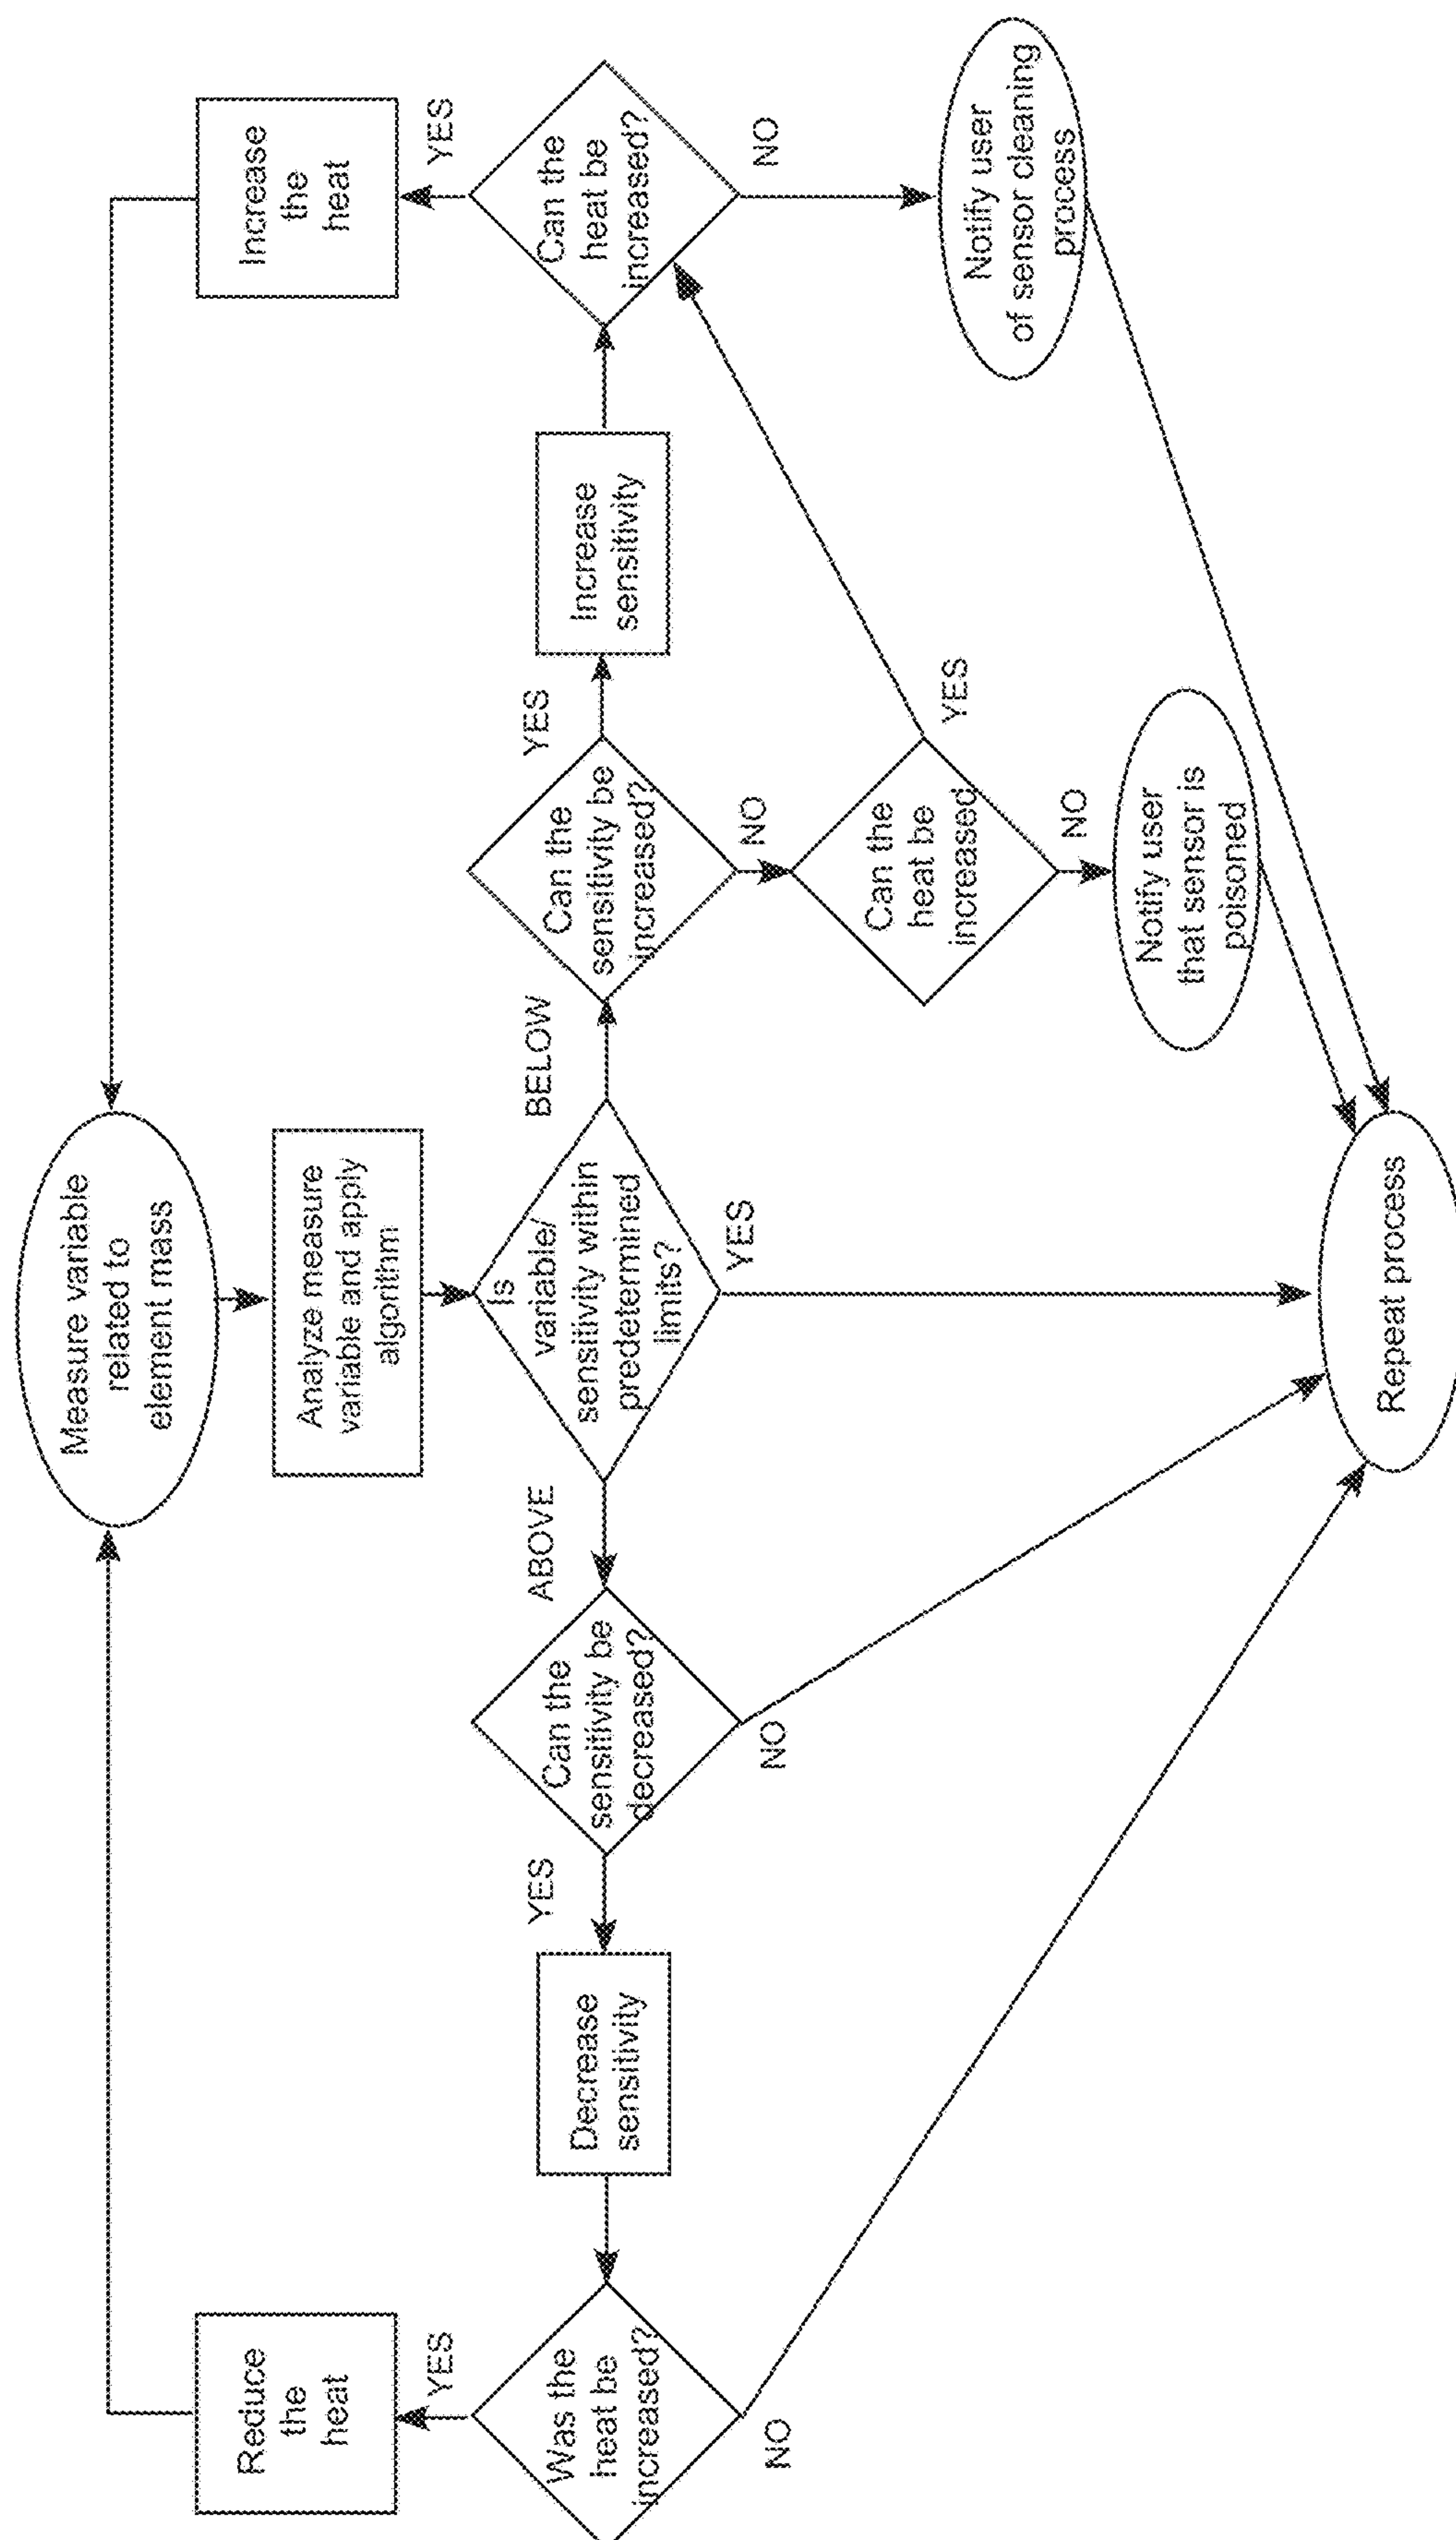 Measure variable
related to
element mass
Analyze measure
variable and apply
algorithm
Is
variable/
sensitivity within
predetermined
limits?
YES
ABOVE
BELOW
Can the
sensitivity be
decreased?
YES
NO
Decrease
sensitivity
Was the
heat be
increased?
YES
NO
Reduce
the
heat
Can the
sensitivity be
increased?
YES
NO
Increase
sensitivity
Can the
heat be
increased?
YES
NO
Increase
the
heat
Can the
heat be
increased
YES
NO
Notify user
that sensor is
poisoned
Notify user
of sensor cleaning
process
Repeat process